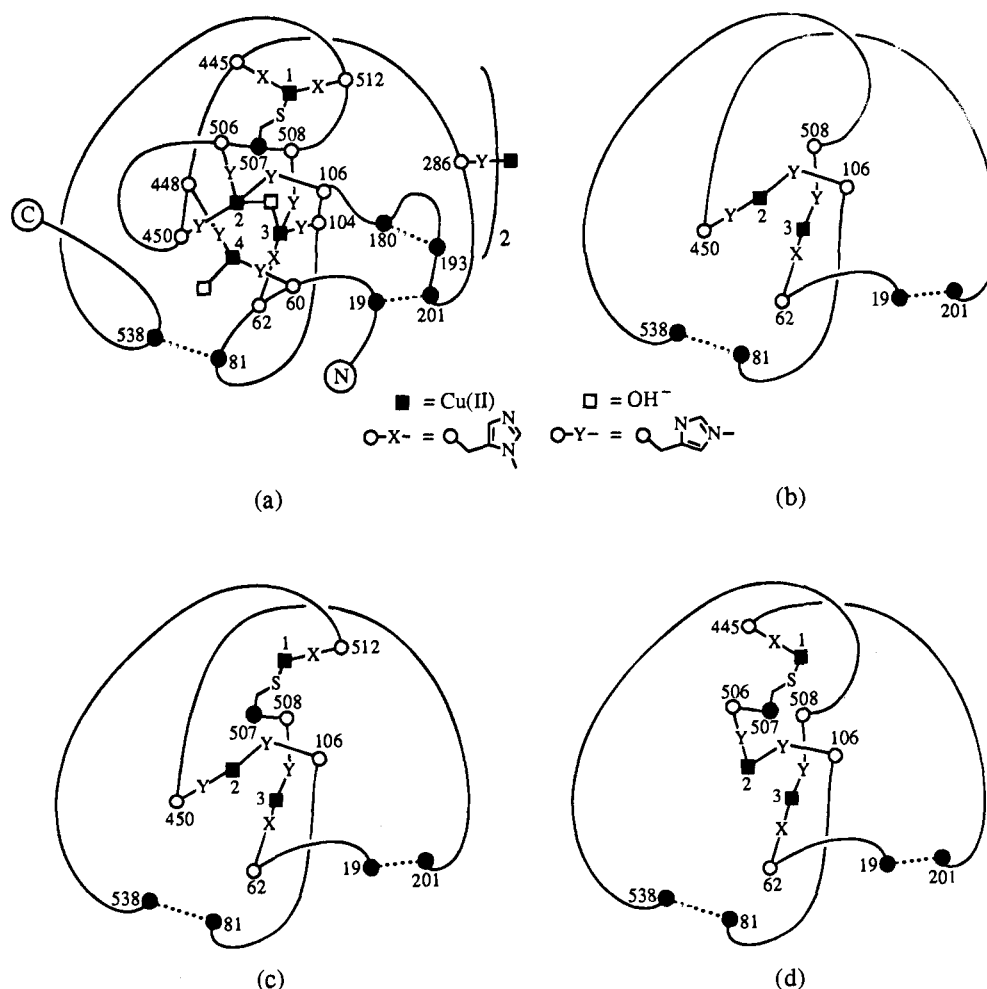 445
1
512
X
X
S
506
508
507
Y
286
Y
448
Y
106
Y
2
Y
104
Y
3
Y
180
450
Y
4
X
193
2
C
Y
60
19
62
201
538
81
N
■ = Cu(II) □ = OH⁻
○-X- = N N ○-Y- = N N
(a)
508
106
Y
Y
Y
2
3
450
X
62
19
201
538
81
(b)
1
512
X
S
508
507
106
Y
Y
Y
2
3
450
X
62
19
201
538
81
(c)
445
1
X
S
506
508
507
106
Y
Y
Y
2
3
X
62
19
201
538
81
(d)